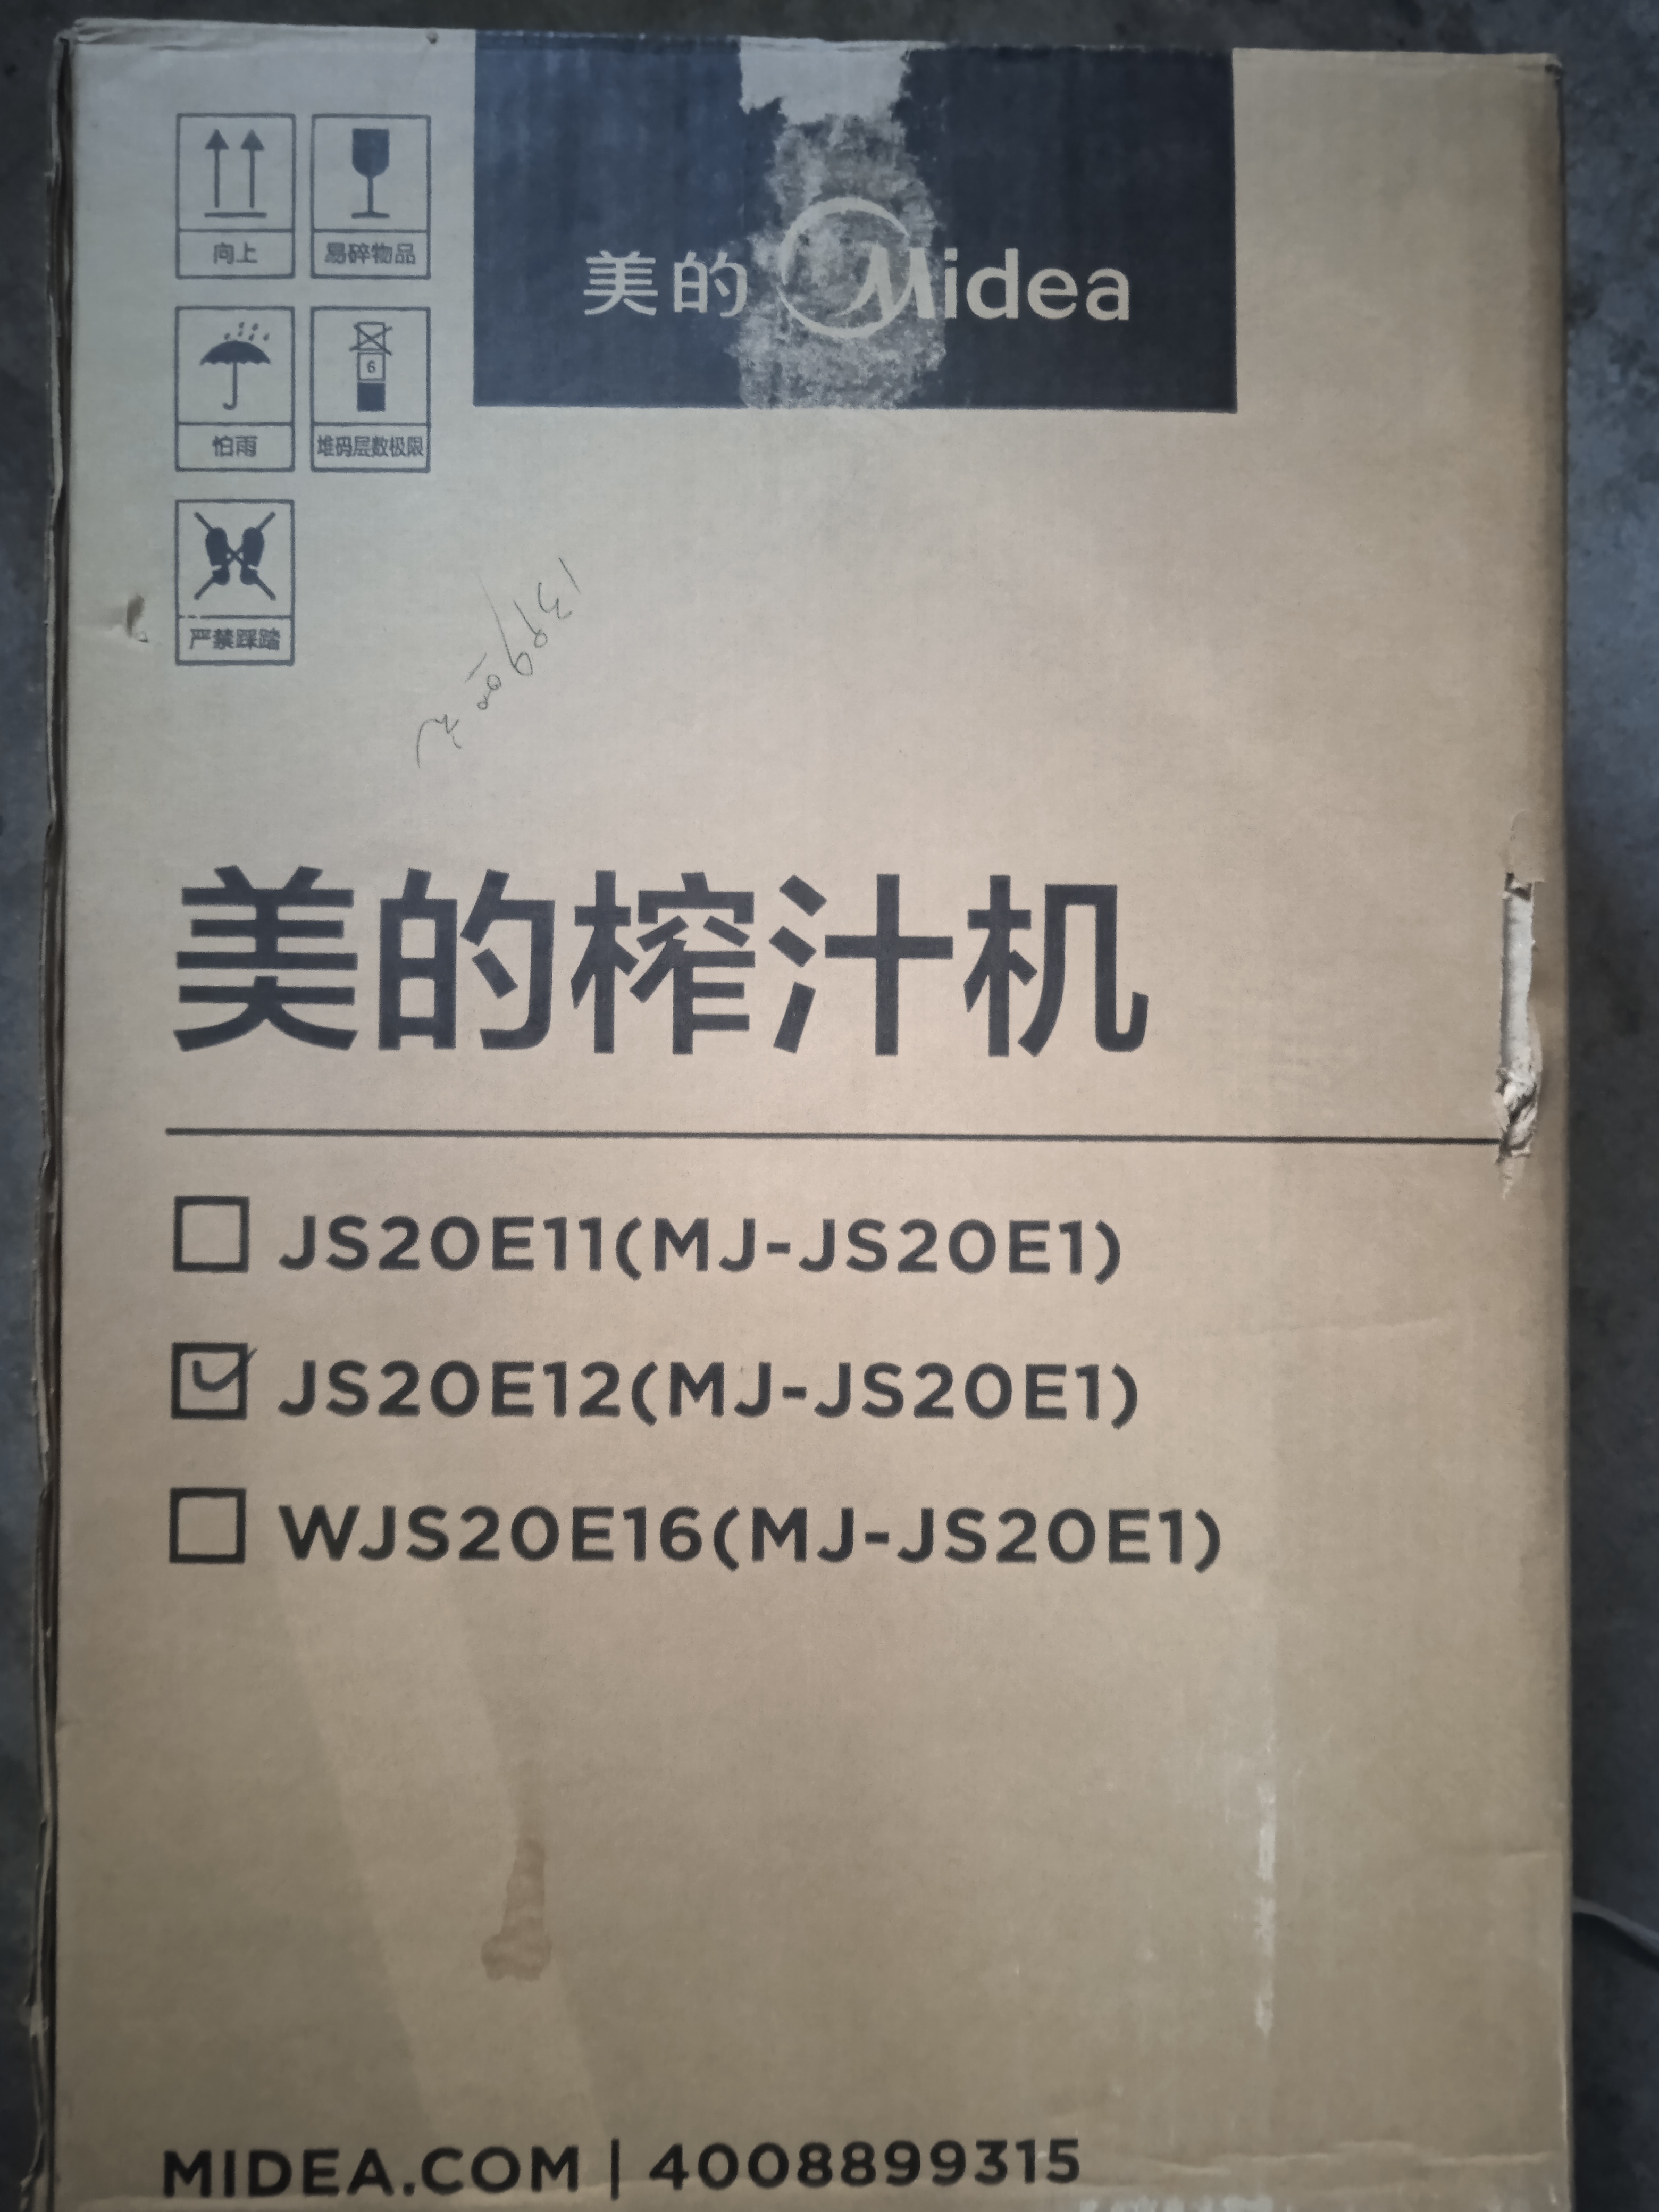 向上
易碎物品
美的 Midea
怕雨
6
堆码层数极限
严禁踩踏
美的榨汁机
JS20E11(MJ-JS20E1)
JS20E12(MJ-JS20E1)
WJS20E16(MJ-JS20E1)
MIDEA.COM | 4008899315